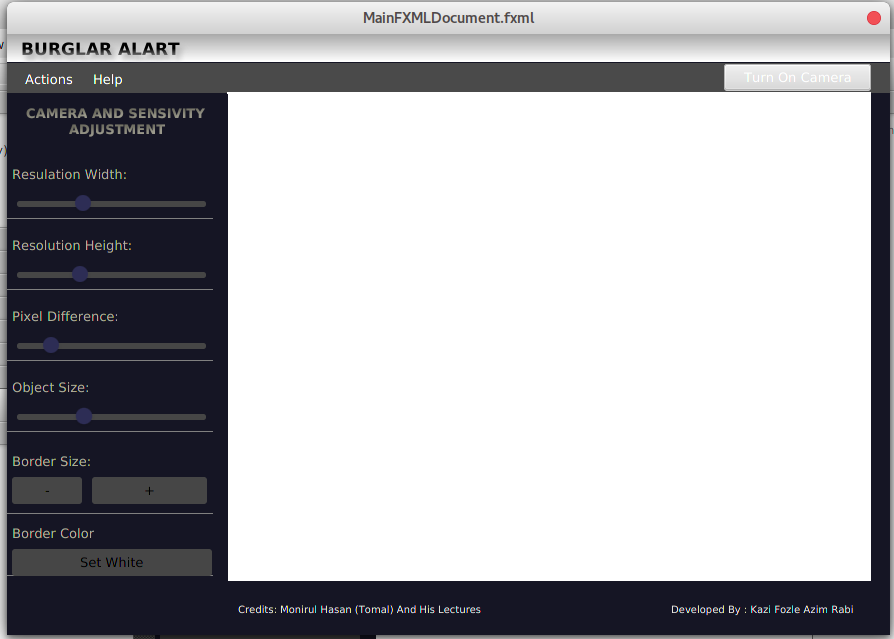 MainFXMLDocument.fxml
BURGLAR ALART
Actions Help
Turn On Camera
CAMERA AND SENSIVITY
ADJUSTMENT
Resulation Width:
Resolution Height:
Pixel Difference:
Object Size:
Border Size:
- +
Border Color
Set White
Credits: Monirul Hasan (Tomal) And His Lectures
Developed By : Kazi Fozle Azim Rabi